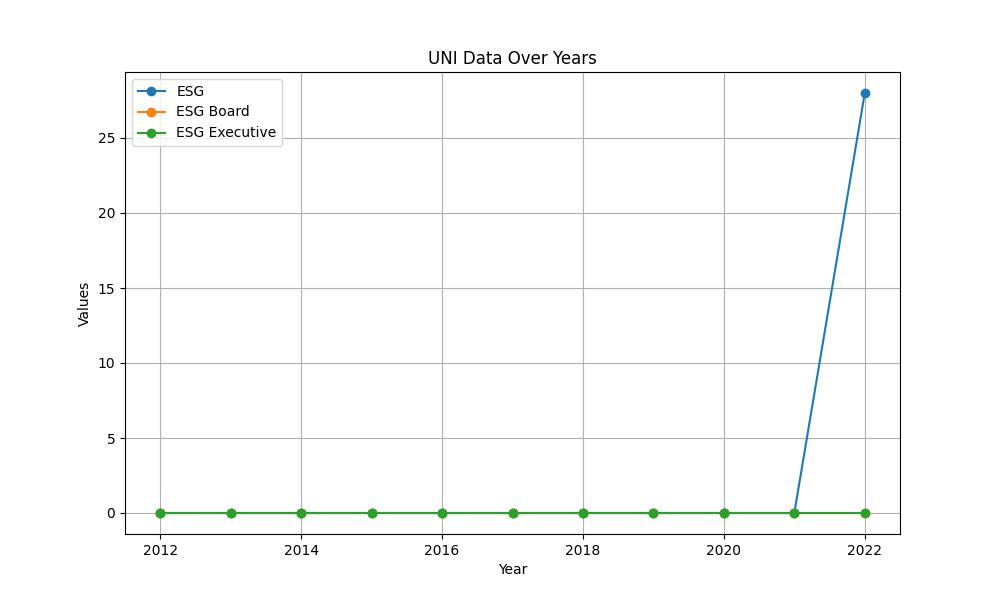 UNI Data Over Years
ESG
ESG Board
ESG Executive
25
20
15
10
5
0
Values
2012 2014 2016 2018 2020 2022
Year